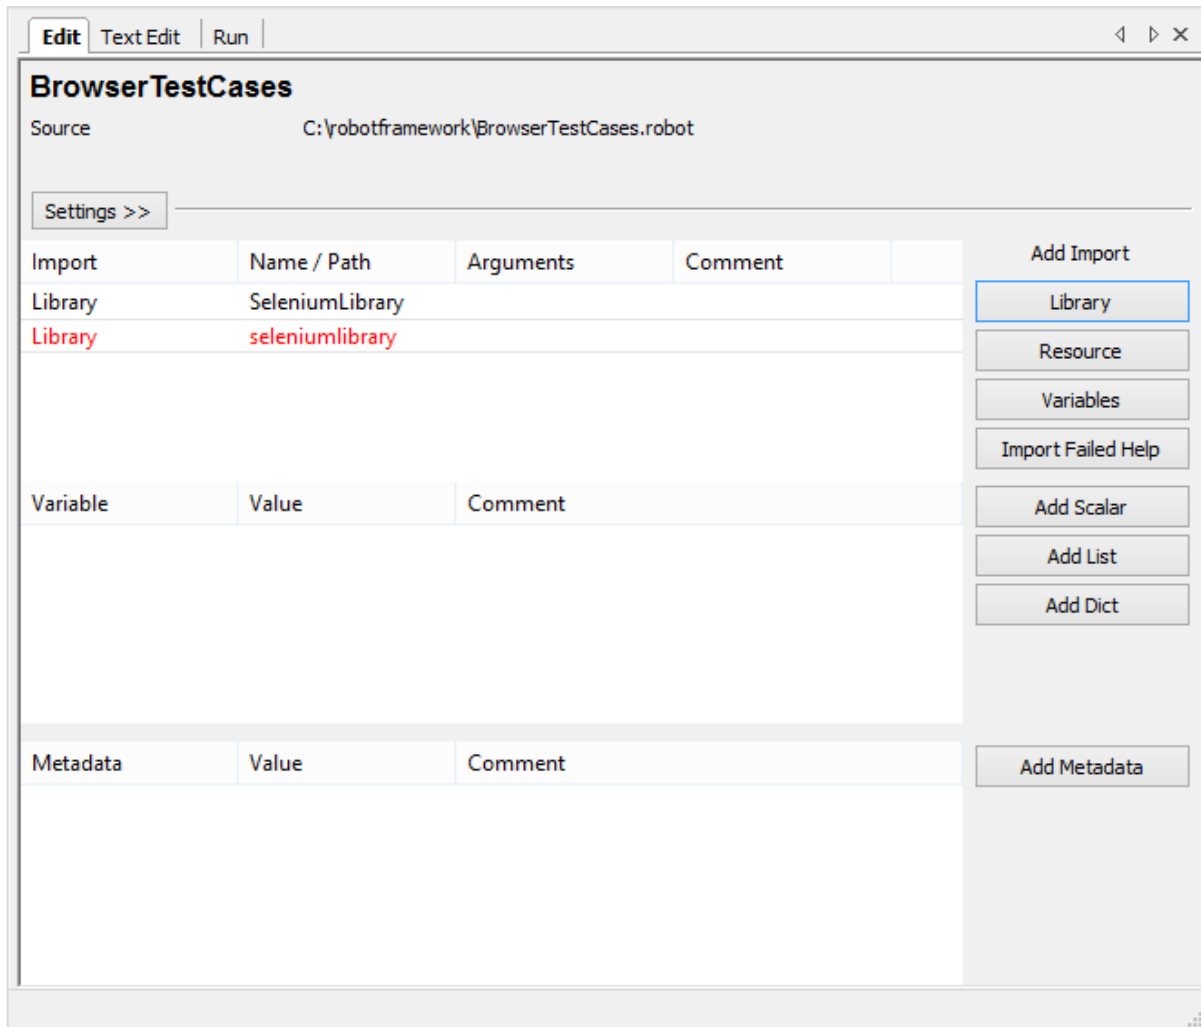 Edit Text Edit Run
BrowserTestCases
Source C:\robotframework\BrowserTestCases.robot
Settings >>
Import Name / Path Arguments Comment Add Import
Library SeleniumLibrary Library
Library seleniumlibrary
Resource
Variables
Import Failed Help
Variable Value Comment Add Scalar
Add List
Add Dict
Metadata Value Comment Add Metadata